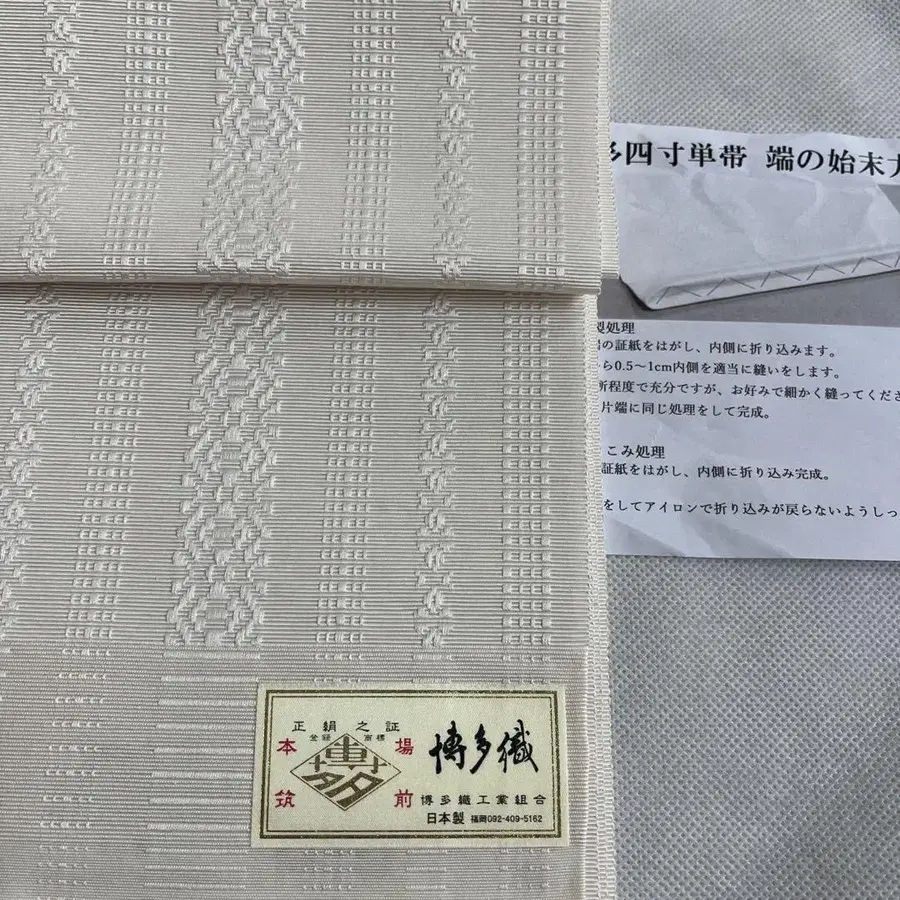 多四寸単帯 端の始末方
製処理
の証紙をはがし、内側に折り込みます。
ら0.5〜1cm内側を適当に縫いをします。
所程度で充分ですが、お好みで細かく縫ってくださ
片端に同じ処理をして完成。
こみ処理
証紙をはがし、内側に折り込み完成。
をしてアイロンで折り込みが戻らないようしっ
正絹之証
登録 商標
本場
筑前
博多
博多織
博多織工業組合
日本製 福岡092-409-5162